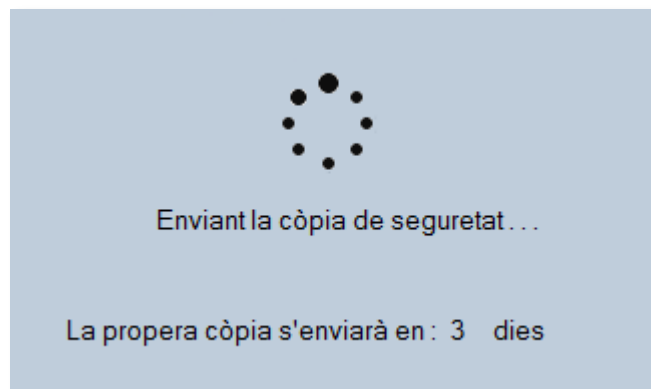 Enviant la còpia de seguretat . . .
La propera còpia s'enviarà en : 3 dies